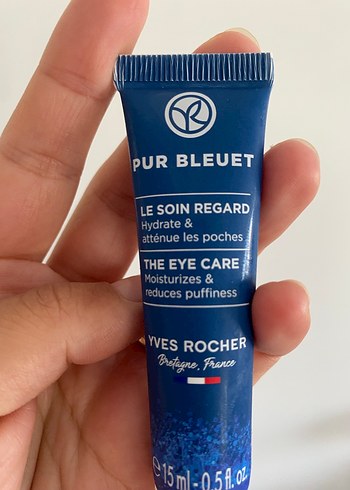 PUR BLEUET
LE SOIN REGARD
Hydrate &
atténue les poches
THE EYE CARE
Moisturizes &
reduces puffiness
YVES ROCHER
Bretagne, France
℮ 15 ml - 0.5 fl. oz.